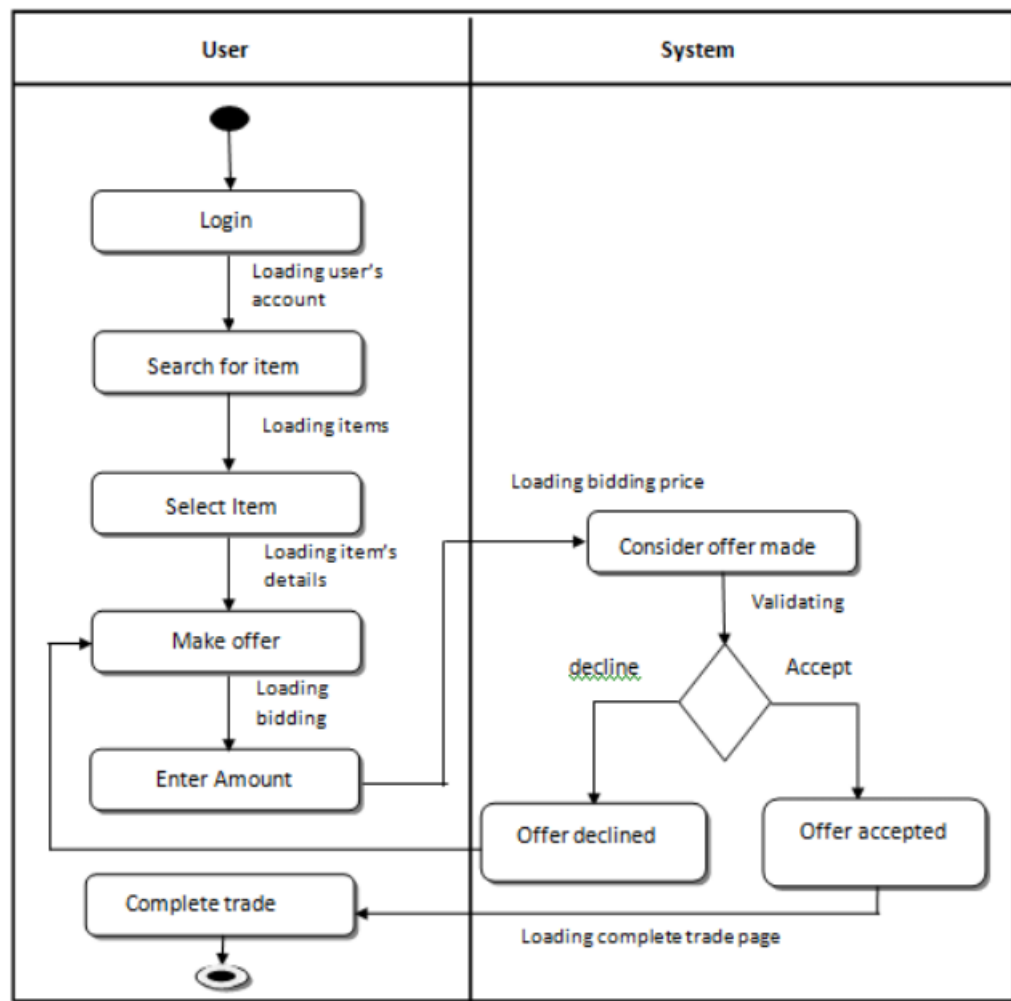 User
System
Login
Loading user's
account
Search for item
Loading items
Select Item
Loading item's
details
Make offer
Loading
bidding
Enter Amount
Loading bidding price
Consider offer made
Validating
decline
Accept
Offer declined
Offer accepted
Complete trade
Loading complete trade page